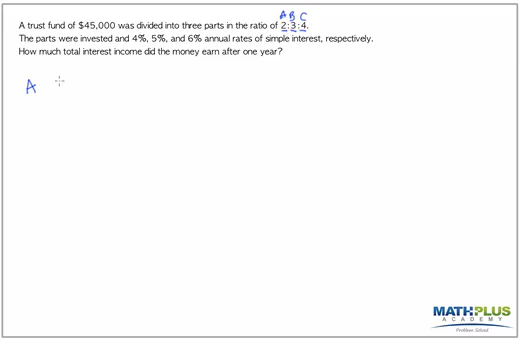 A B C
A trust fund of $45,000 was divided into three parts in the ratio of 2:3:4.
The parts were invested and 4%, 5%, and 6% annual rates of simple interest, respectively.
How much total interest income did the money earn after one year?
A
MATHPLUS
ACADEMY
Problem. Solved.